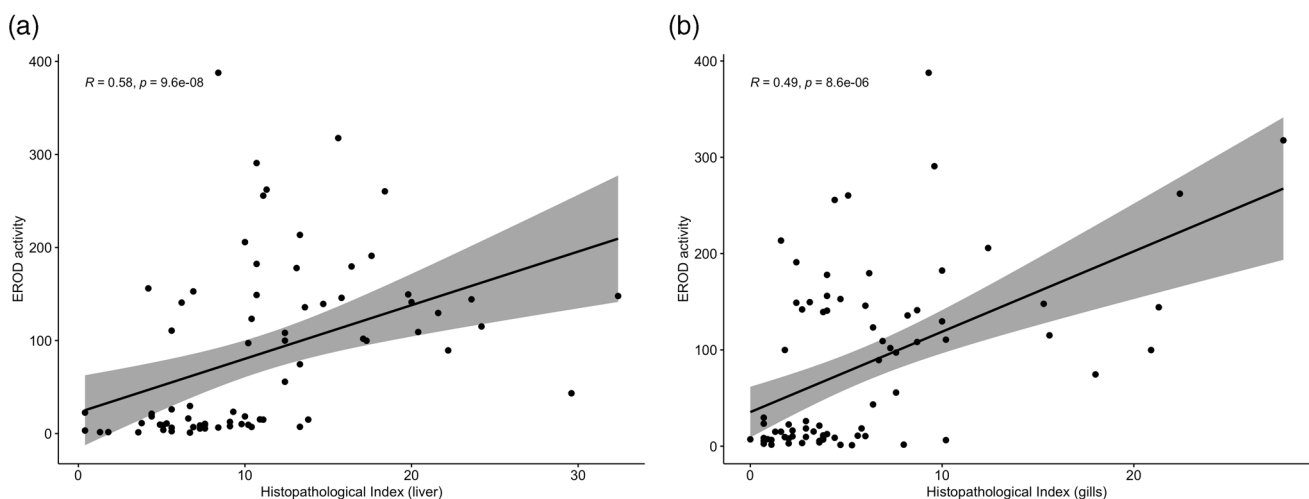 (a)
R = 0.58, p = 9.6e-08
400
300
200
100
0
EROD activity
0 10 20 30
Histopathological Index (liver)
(b)
R = 0.49, p = 8.6e-06
400
300
200
100
0
EROD activity
0 10 20
Histopathological Index (gills)